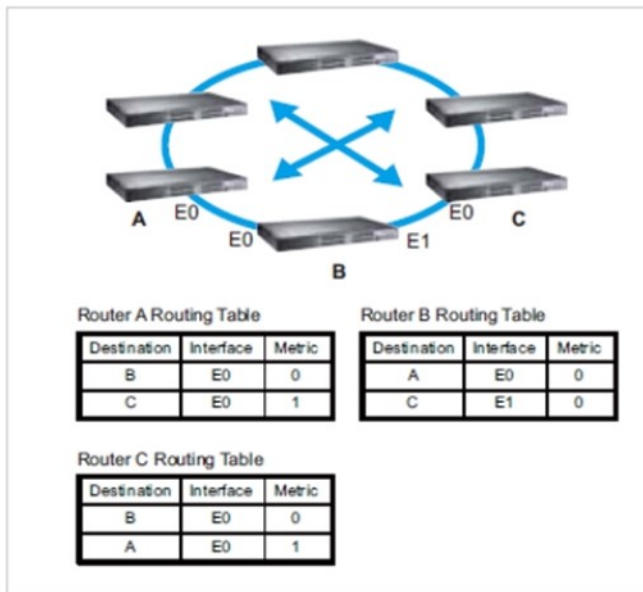 A
E0
E0
B
E1
E0
C
Router A Routing Table
Destination Interface Metric
B E0 0
C E0 1
Router B Routing Table
Destination Interface Metric
A E0 0
C E1 0
Router C Routing Table
Destination Interface Metric
B E0 0
A E0 1